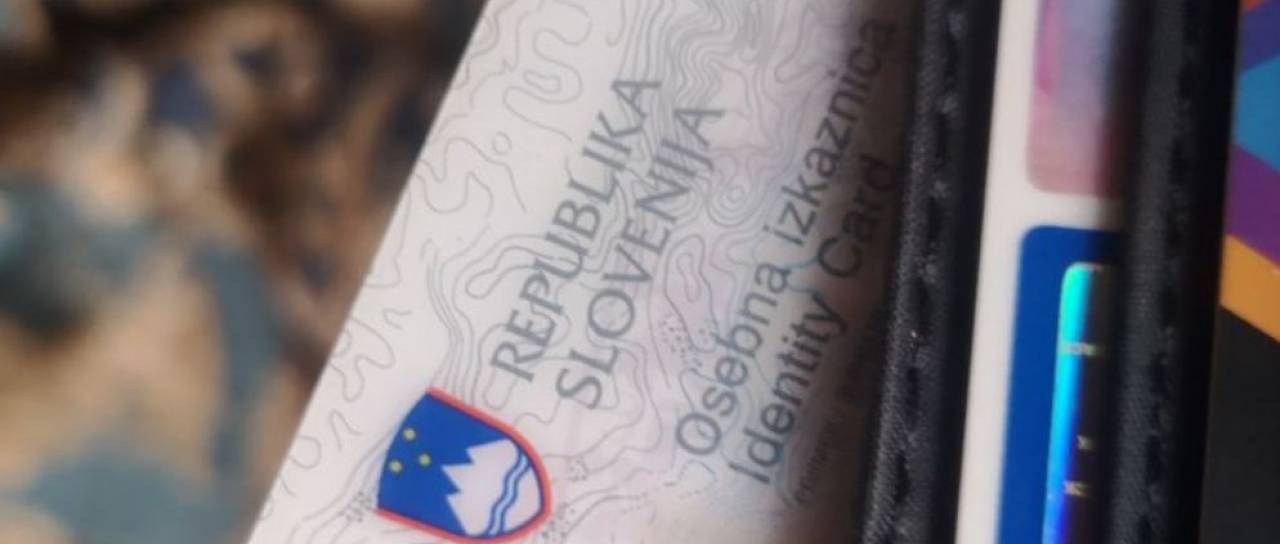 REPUBLIKA
SLOVENIJA
Osebna izkaznica
Identity Card